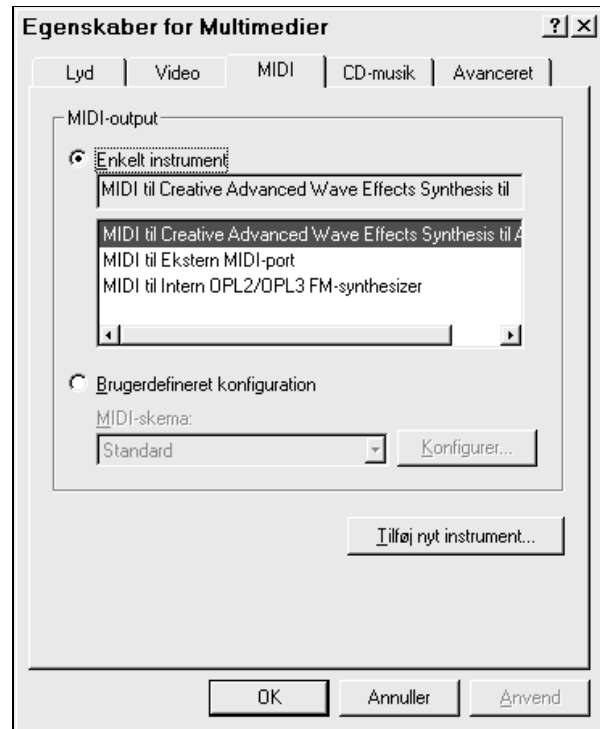 Egenskaber for Multimedier
Lyd Video MIDI CD-musik Avanceret
MIDI-output
Enkelt instrument
MIDI til Creative Advanced Wave Effects Synthesis til
MIDI til Creative Advanced Wave Effects Synthesis til A
MIDI til Ekstern MIDI-port
MIDI til Intern OPL2/OPL3 FM-synthesizer
Brugerdefineret konfiguration
MIDI-skema:
Standard Konfigurer...
Tilføj nyt instrument...
OK Annuller Anvend